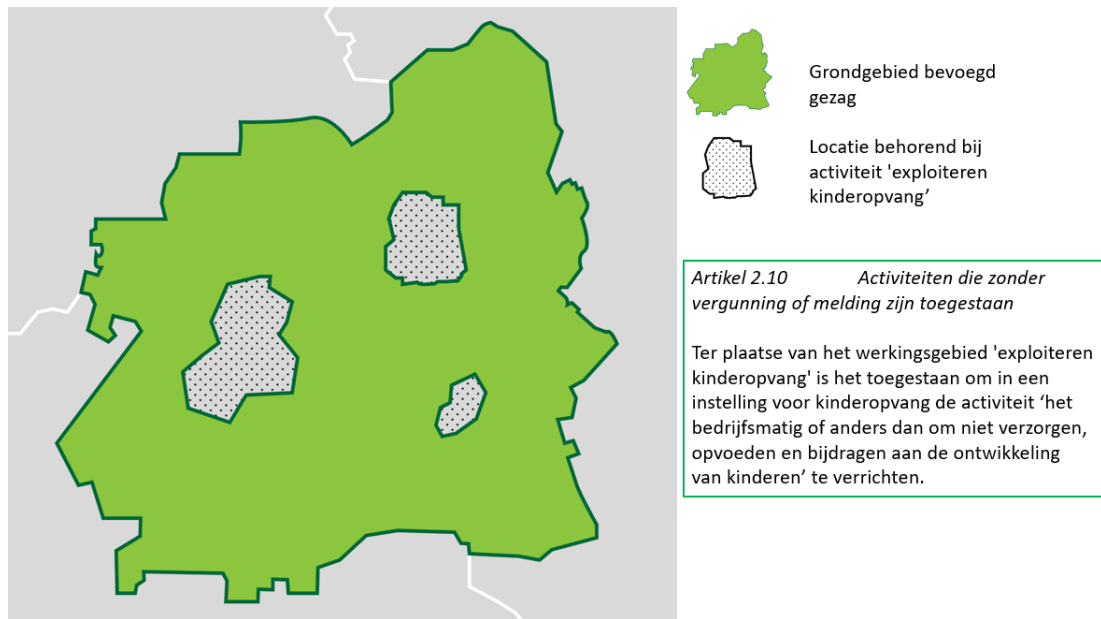 Grondgebied bevoegd
gezag
Locatie behorend bij
activiteit 'exploiteren
kinderopvang’
Artikel 2.10 Activiteiten die zonder
vergunning of melding zijn toegestaan
Ter plaatse van het werkingsgebied 'exploiteren
kinderopvang' is het toegestaan om in een
instelling voor kinderopvang de activiteit ‘het
bedrijfsmatig of anders dan om niet verzorgen,
opvoeden en bijdragen aan de ontwikkeling
van kinderen’ te verrichten.